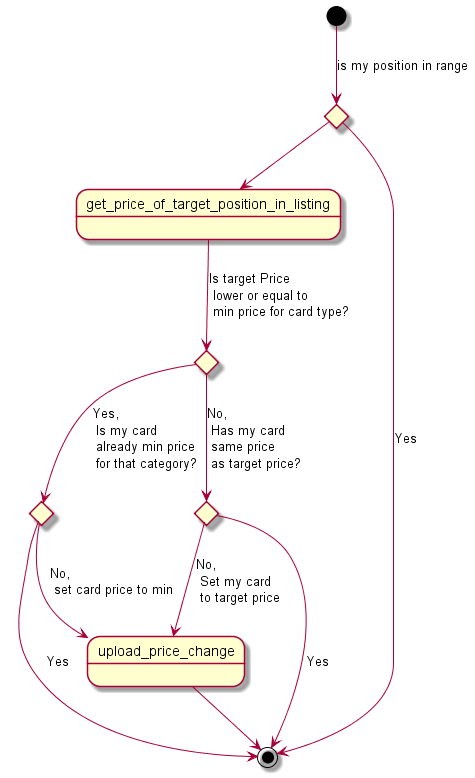 is my position in range
get_price_of_target_position_in_listing
Is target Price
lower or equal to
min price for card type?
Yes,
Is my card
already min price
for that category?
No,
Has my card
same price
as target price?
Yes
No,
set card price to min
No,
Set my card
to target price
upload_price_change
Yes
Yes